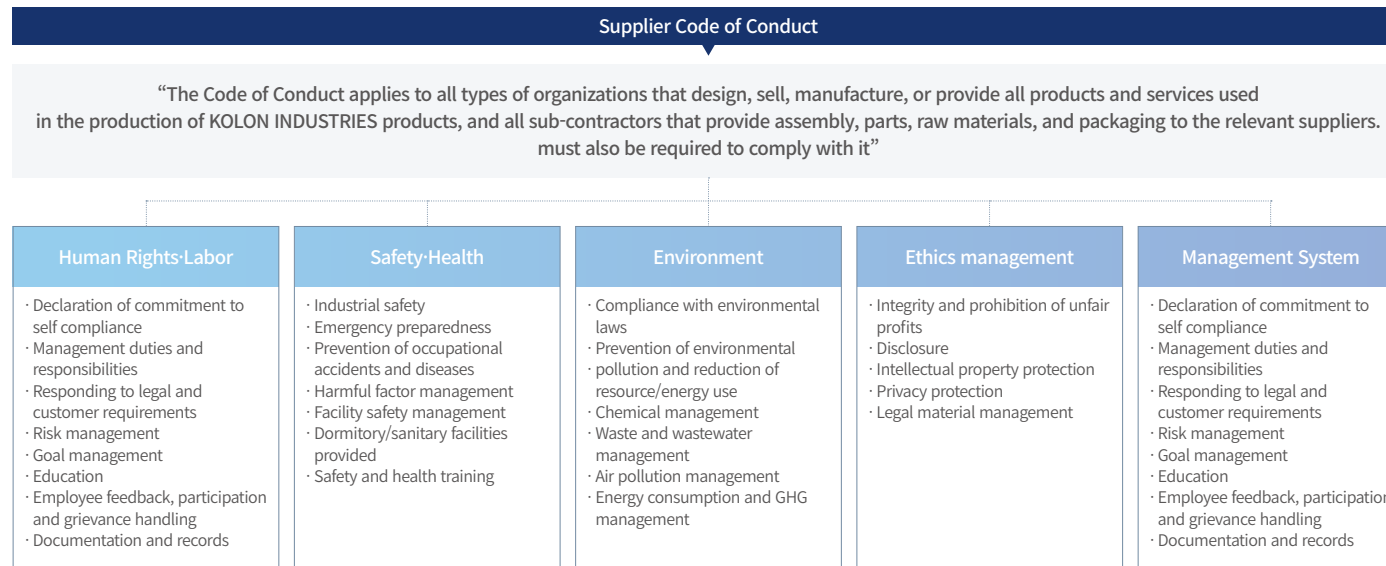 Supplier Code of Conduct
“The Code of Conduct applies to all types of organizations that design, sell, manufacture, or provide all products and services used
in the production of KOLON INDUSTRIES products, and all sub-contractors that provide assembly, parts, raw materials, and packaging to the relevant suppliers.
must also be required to comply with it”
Human Rights·Labor
· Declaration of commitment to
self compliance
· Management duties and
responsibilities
· Responding to legal and
customer requirements
· Risk management
· Goal management
· Education
· Employee feedback, participation
and grievance handling
· Documentation and records
Safety·Health
· Industrial safety
· Emergency preparedness
· Prevention of occupational
accidents and diseases
· Harmful factor management
· Facility safety management
· Dormitory/sanitary facilities
provided
· Safety and health training
Environment
· Compliance with environmental
laws
· Prevention of environmental
· pollution and reduction of
resource/energy use
· Chemical management
· Waste and wastewater
management
· Air pollution management
· Energy consumption and GHG
management
Ethics management
· Integrity and prohibition of unfair
profits
· Disclosure
· Intellectual property protection
· Privacy protection
· Legal material management
Management System
· Declaration of commitment to
self compliance
· Management duties and
responsibilities
· Responding to legal and
customer requirements
· Risk management
· Goal management
· Education
· Employee feedback, participation
and grievance handling
· Documentation and records